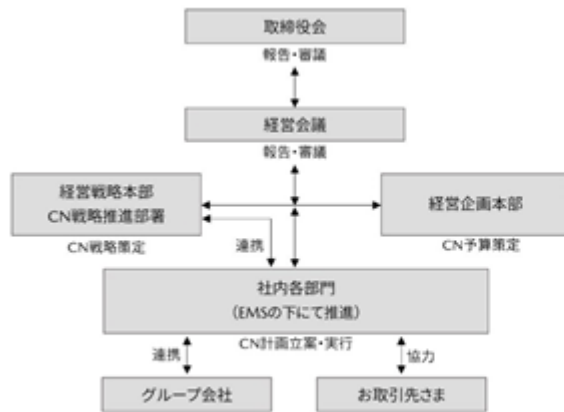 取締役会
報告・審議
経営会議
報告・審議
経営戦略本部
CN戦略推進部署
CN戦略策定
経営企画本部
CN予算策定
連携
社内各部門
（EMSの下にて推進）
CN計画立案・実行
連携
協力
グループ会社
お取引先さま